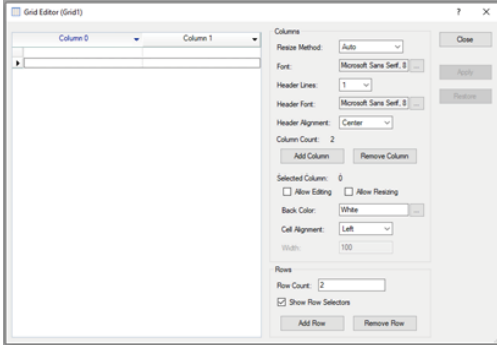 Grid Editor (Grid1)
Column 0
Column 1
Columns
Resize Method: Auto
Font: Microsoft Sans Serif, 8 ...
Header Lines: 1
Header Font: Microsoft Sans Serif, 8 ...
Header Alignment: Center
Column Count: 2
Add Column Remove Column
Selected Column: 0
Allow Editing Allow Resizing
Back Color: White ...
Cell Alignment: Left
Width: 100
Rows
Row Count: 2
Show Row Selectors
Add Row Remove Row
? X
Close
Apply
Restore